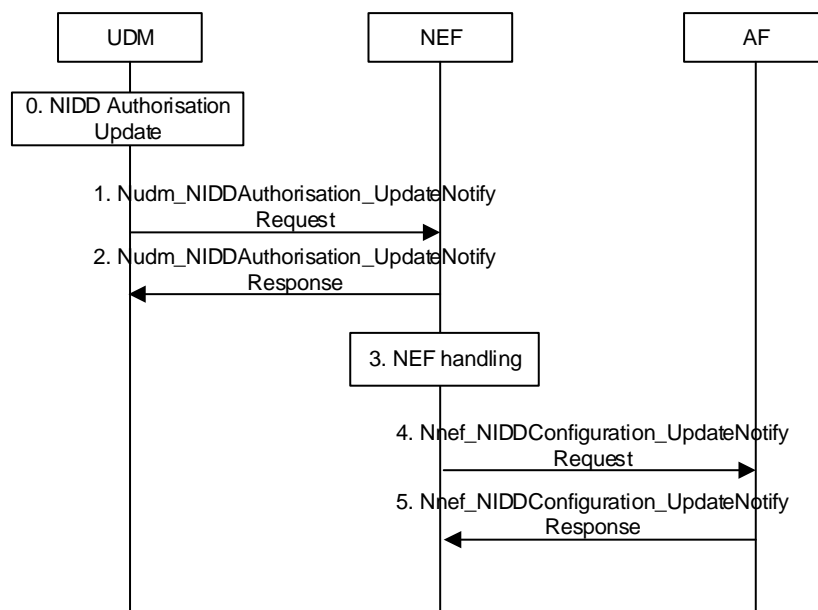 UDM
NEF
AF
0. NIDD Authorisation
Update
1. Nudm_NIDDAuthorisation_UpdateNotify
Request
2. Nudm_NIDDAuthorisation_UpdateNotify
Response
3. NEF handling
4. Nnef_NIDDConfiguration_UpdateNotify
Request
5. Nnef_NIDDConfiguration_UpdateNotify
Response